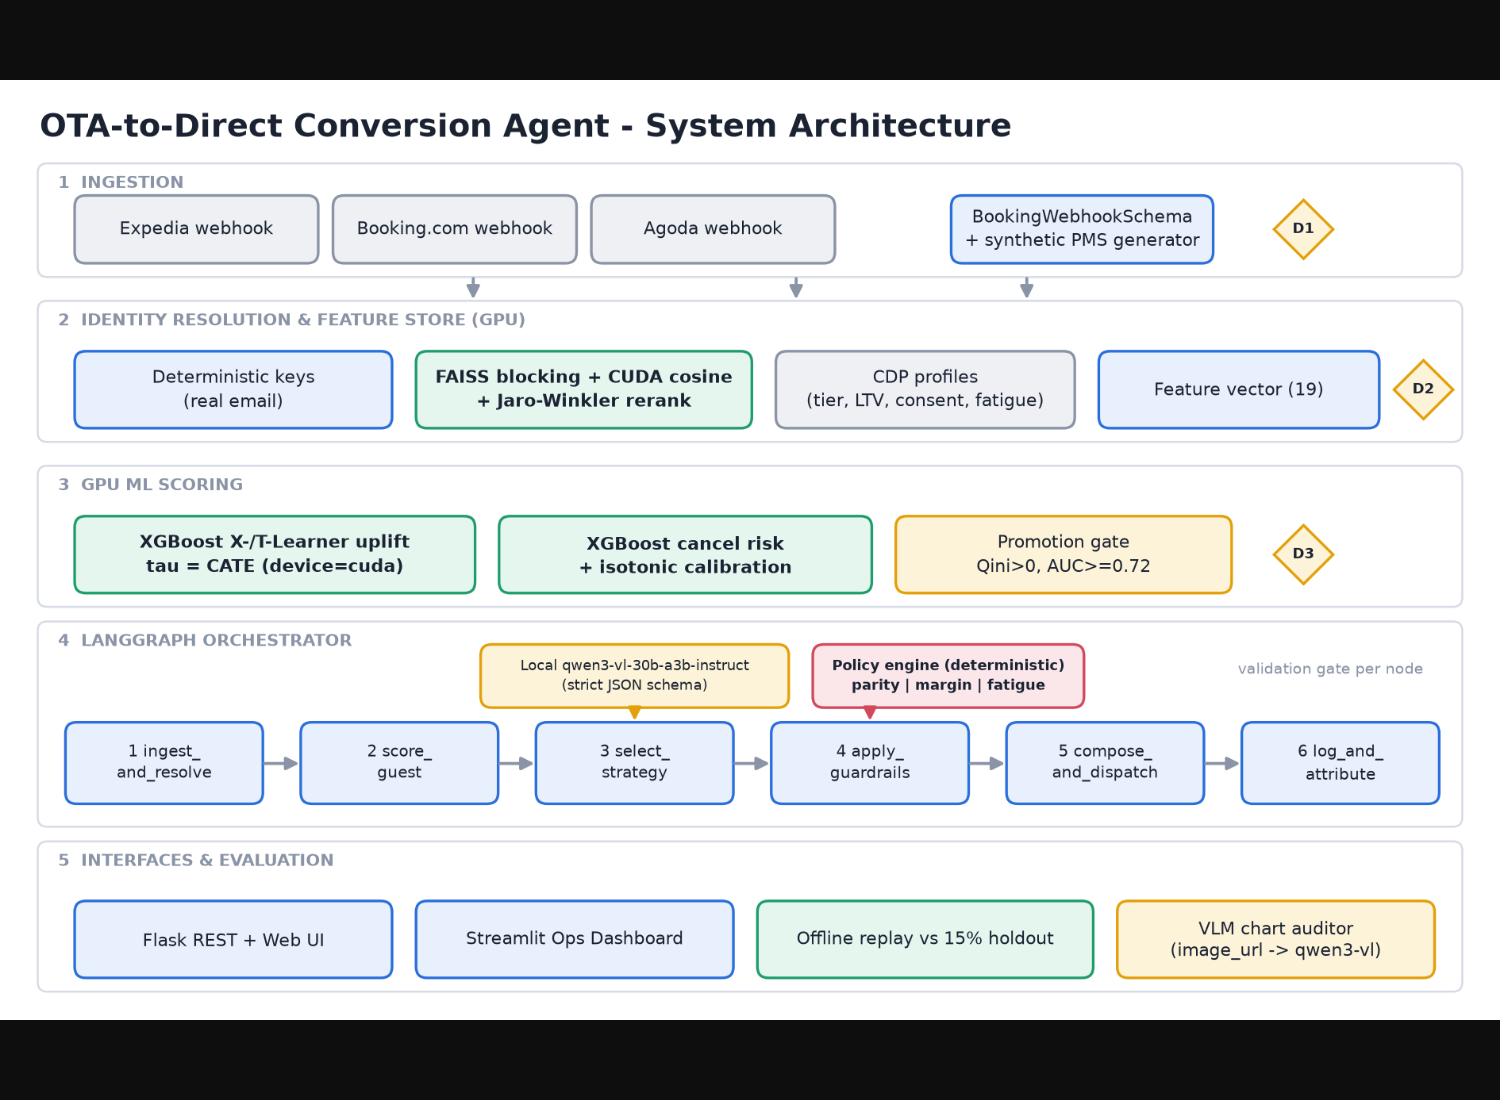 OTA-to-Direct Conversion Agent - System Architecture
1 INGESTION
Expedia webhook
Booking.com webhook
Agoda webhook
BookingWebhookSchema
+ synthetic PMS generator
D1
2 IDENTITY RESOLUTION & FEATURE STORE (GPU)
Deterministic keys
(real email)
FAISS blocking + CUDA cosine
+ Jaro-Winkler rerank
CDP profiles
(tier, LTV, consent, fatigue)
Feature vector (19)
D2
3 GPU ML SCORING
XGBoost X-/T-Learner uplift
tau = CATE (device=cuda)
XGBoost cancel risk
+ isotonic calibration
Promotion gate
Qini>0, AUC>=0.72
D3
4 LANGGRAPH ORCHESTRATOR
Local qwen3-vl-30b-a3b-instruct
(strict JSON schema)
Policy engine (deterministic)
parity | margin | fatigue
validation gate per node
1 ingest_
and_resolve
2 score_
guest
3 select_
strategy
4 apply_
guardrails
5 compose_
and_dispatch
6 log_and_
attribute
5 INTERFACES & EVALUATION
Flask REST + Web UI
Streamlit Ops Dashboard
Offline replay vs 15% holdout
VLM chart auditor
(image_url -> qwen3-vl)